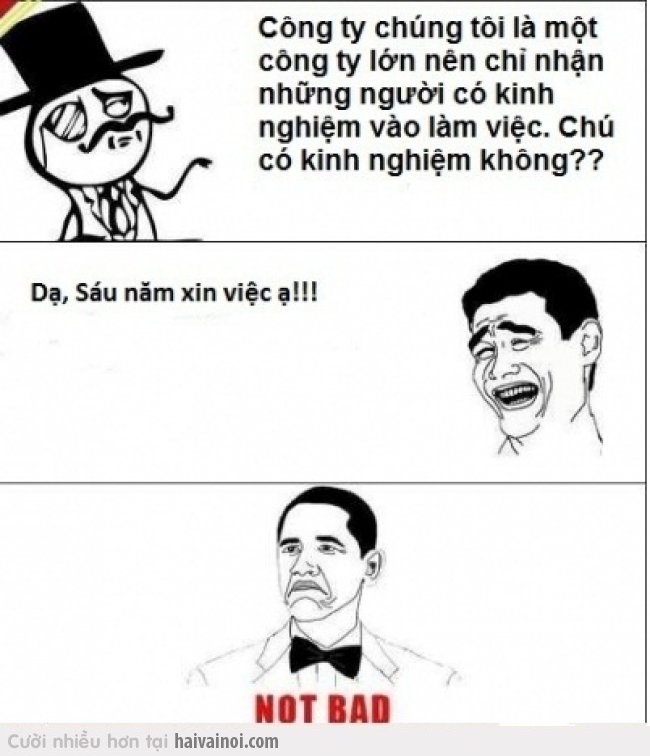 Công ty chúng tôi là một
công ty lớn nên chỉ nhận
những người có kinh
nghiệm vào làm việc. Chú
có kinh nghiệm không??
Dạ, Sáu năm xin việc ạ!!!
NOT BAD
Cười nhiều hơn tại haivainoi.com